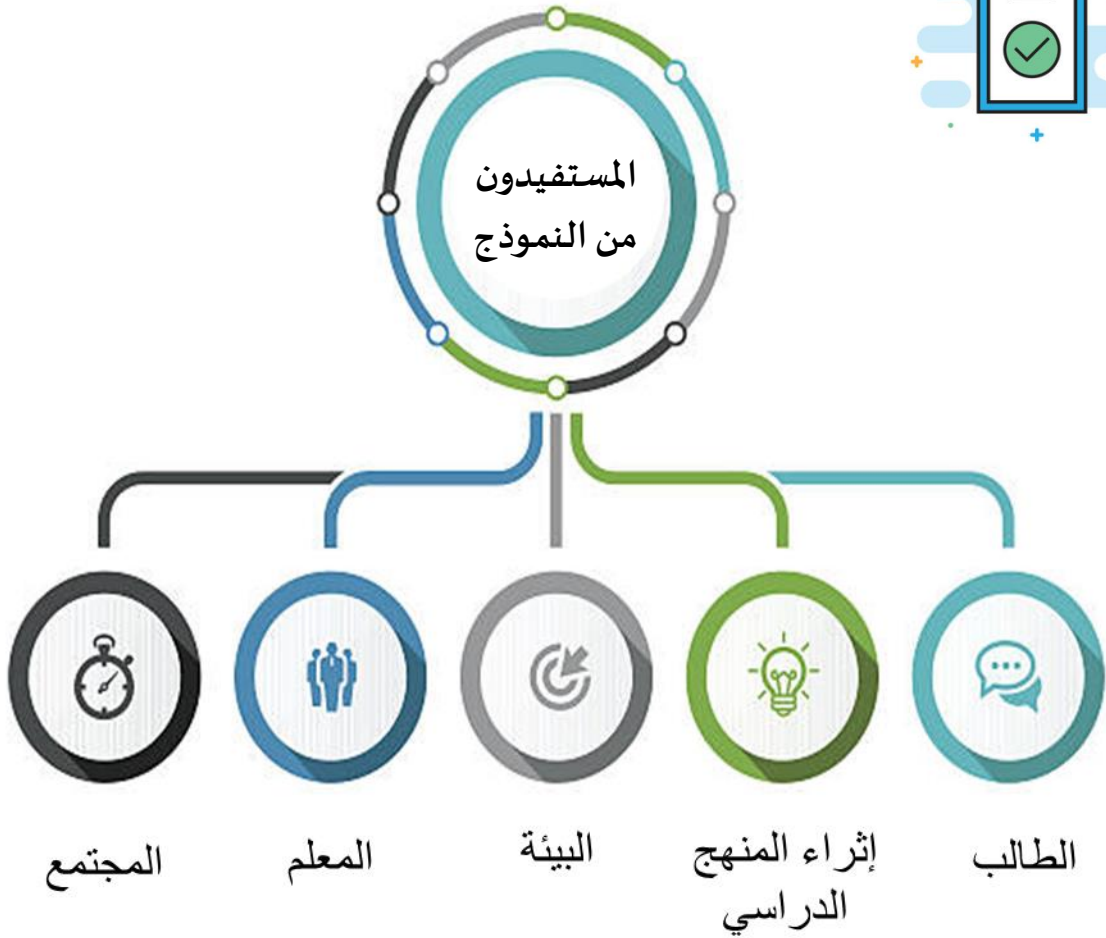 المستفيدون
من النموذج
الطالب
إثراء المنهج
الدراسي
البيئة
المعلم
المجتمع